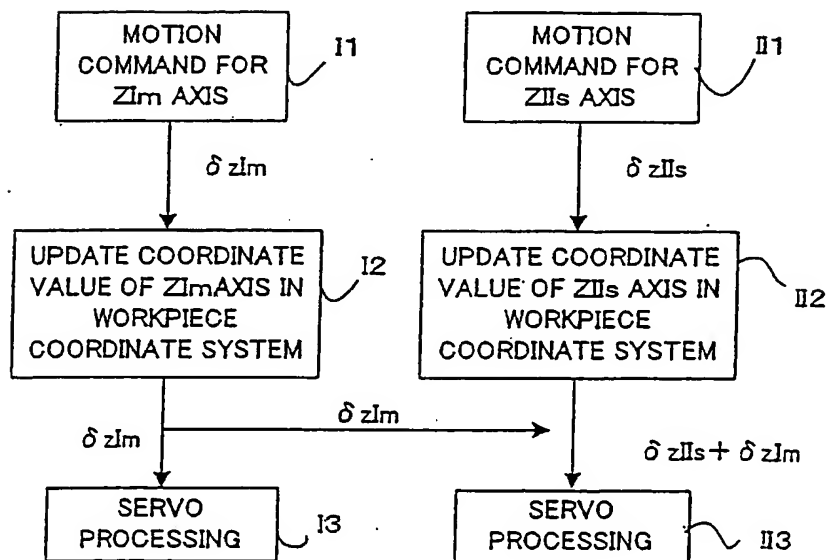 MOTION
COMMAND FOR
ZIm AXIS
I1
MOTION
COMMAND FOR
ZIIs AXIS
II1
δ zIm
δ zIIs
UPDATE COORDINATE
VALUE OF ZImAXIS IN
WORKPIECE
COORDINATE SYSTEM
I2
UPDATE COORDINATE
VALUE OF ZIIs AXIS IN
WORKPIECE
COORDINATE SYSTEM
II2
δ zIm
δ zIm
δ zIIs+ δ zIm
SERVO
PROCESSING
I3
SERVO
PROCESSING
II3